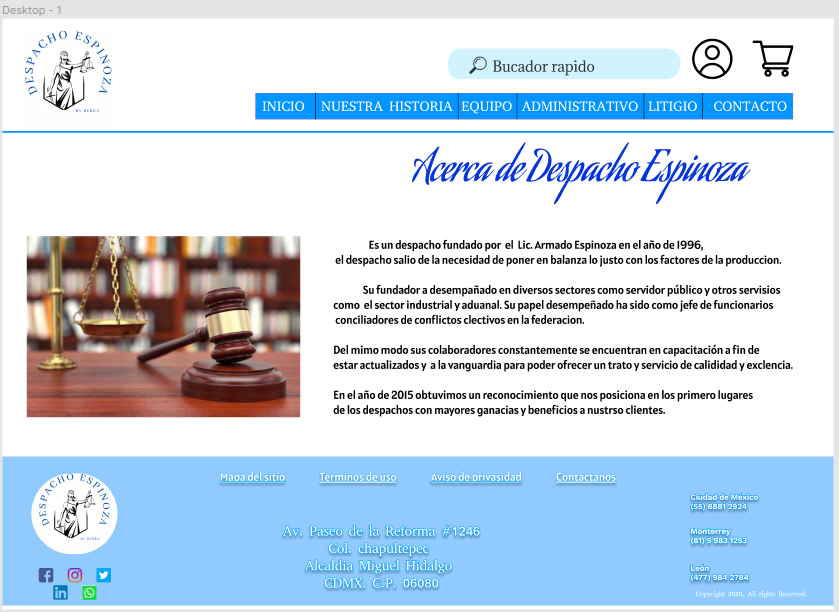 Desktop - 1
DESPACHO ESPINOZA
Bucador rapido
INICIO NUESTRA HISTORIA EQUIPO ADMINISTRATIVO LITIGIO CONTACTO
Acerca de Despacho Espinoza
Es un despacho fundado por el Lic. Armado Espinoza en el año de 1996,
el despacho salio de la necesidad de poner en balanza lo justo con los factores de la produccion.
Su fundador a desempañado en diversos sectores como servidor público y otros servisios
como el sector industrial y aduanal. Su papel desempeñado ha sido como jefe de funcionarios
conciliadores de conflictos clectivos en la federacion.
Del mimo modo sus colaboradores constantemente se encuentran en capacitación a fin de
estar actualizados y a la vanguardia para poder ofrecer un trato y servicio de calididad y exclencia.
En el año de 2015 obtuvimos un reconocimiento que nos posiciona en los primero lugares
de los despachos con mayores ganacias y beneficios a nustrso clientes.
DESPACHO ESPINOZA
Mapa del sitio Terminos de uso Aviso de privasidad Contactanos
Av. Paseo de la Reforma #1246
Col. chapultepec
Alcaldia Miguel Hidalgo
CDMX. C.P. 06080
Ciudad de México
(55) 8881 2924
Monterrey
(81) 5 983 1253
León
(477) 984 2784
Copyright 2020, All rights Reserved.